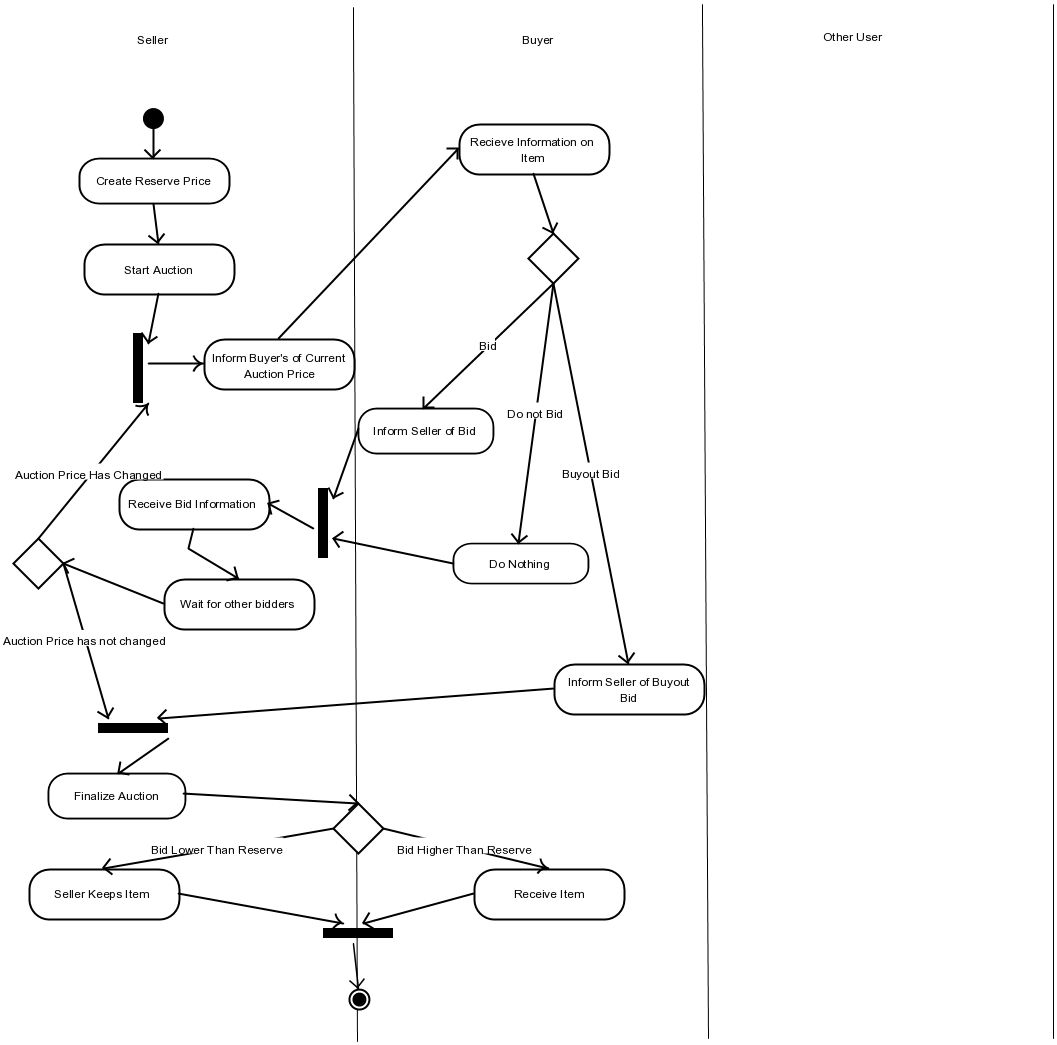 Seller
Buyer
Other User
Recieve Information on
Item
Create Reserve Price
Start Auction
Bid
Inform Buyer's of Current
Auction Price
Do not Bid
Inform Seller of Bid
Auction Price Has Changed
Buyout Bid
Receive Bid Information
Do Nothing
Wait for other bidders
Auction Price has not changed
Inform Seller of Buyout
Bid
Finalize Auction
Bid Lower Than Reserve
Bid Higher Than Reserve
Seller Keeps Item
Receive Item